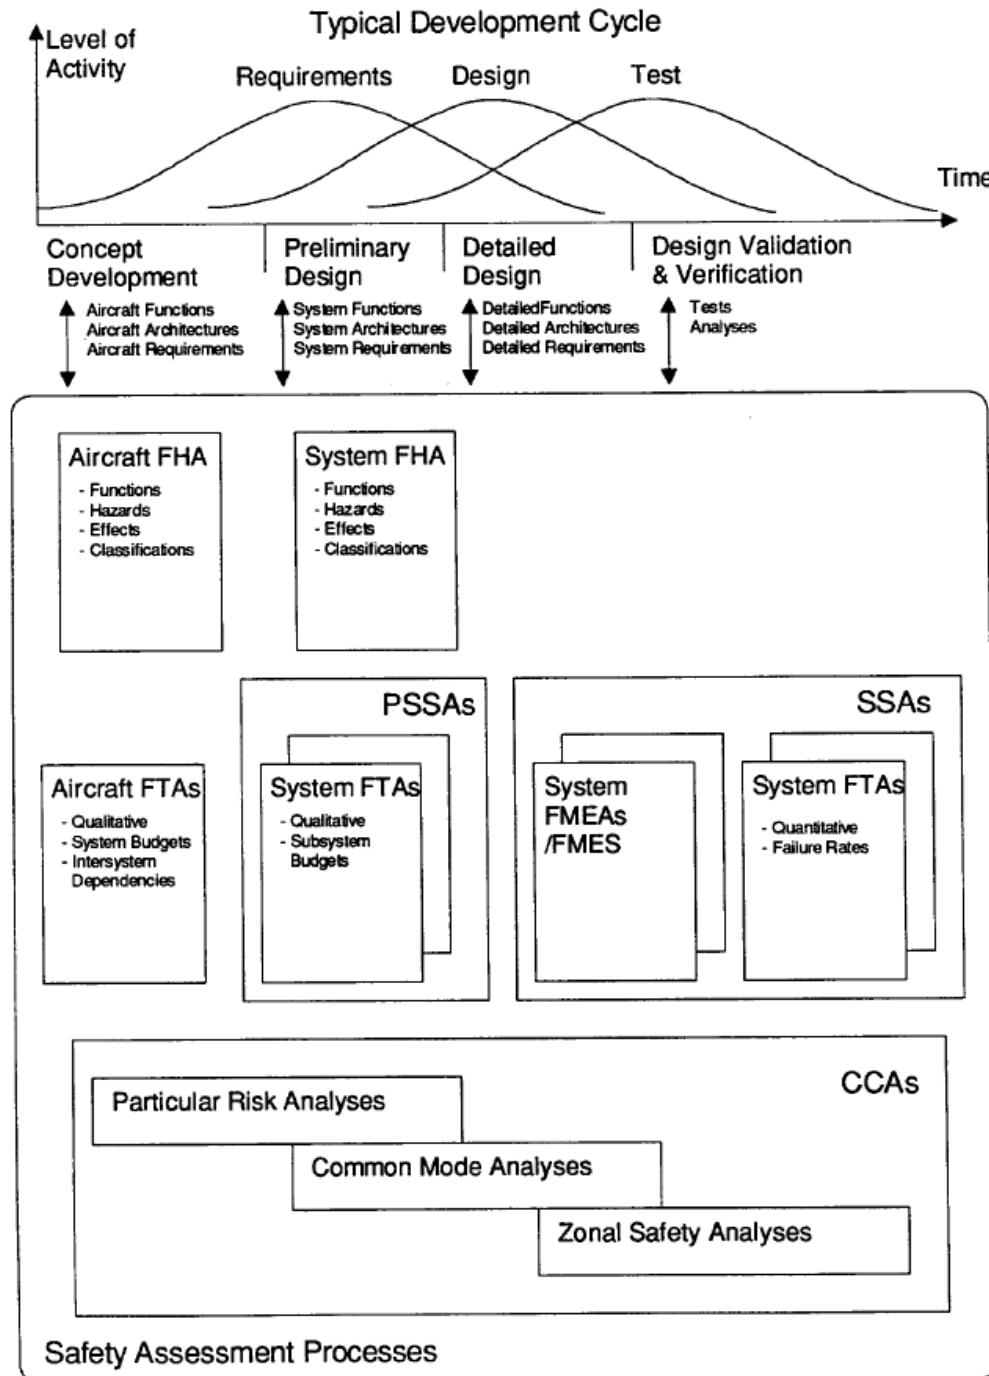 Typical Development Cycle
Level of
Activity
Requirements
Design
Test
Time
Concept
Development
Preliminary
Design
Detailed
Design
Design Validation
& Verification
Aircraft Functions
Aircraft Architectures
Aircraft Requirements
System Functions
System Architectures
System Requirements
DetailedFunctions
Detailed Architectures
Detailed Requirements
Tests
Analyses
Aircraft FHA
- Functions
- Hazards
- Effects
- Classifications
System FHA
- Functions
- Hazards
- Effects
- Classifications
PSSAs
SSAs
Aircraft FTAs
- Qualitative
- System Budgets
- Intersystem
Dependencies
System FTAs
- Qualitative
- Subsystem
Budgets
System
FMEAs
/FMES
System FTAs
- Quantitative
- Failure Rates
CCAs
Particular Risk Analyses
Common Mode Analyses
Zonal Safety Analyses
Safety Assessment Processes